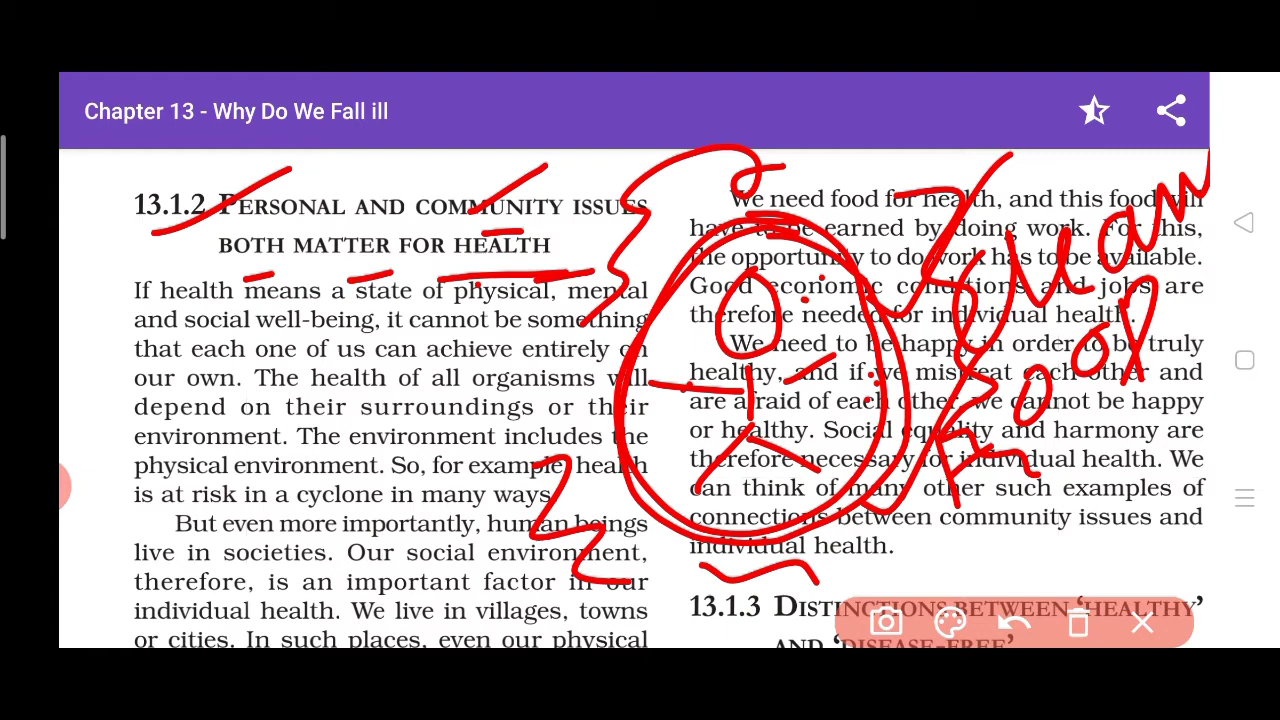 Chapter 13 - Why Do We Fall ill
13.1.2 PERSONAL AND COMMUNITY ISSUES
BOTH MATTER FOR HEALTH
If health means a state of physical, mental
and social well-being, it cannot be something
that each one of us can achieve entirely on
our own. The health of all organisms will
depend on their surroundings or their
environment. The environment includes the
physical environment. So, for example, health
is at risk in a cyclone in many ways.
But even more importantly, human beings
live in societies. Our social environment,
therefore, is an important factor in our
individual health. We live in villages, towns
or cities. In such places, even our physical
We need food for health, and this food will
have to be earned by doing work. For this,
the opportunity to do work has to be available.
Good economic conditions and jobs are
therefore needed for individual health.
We need to be happy in order to be truly
healthy, and if we mistreat each other and
are afraid of each other, we cannot be happy
or healthy. Social equality and harmony are
therefore necessary for individual health. We
can think of many other such examples of
connections between community issues and
individual health.
13.1.3 DISTINCTIONS BETWEEN ‘HEALTHY’
AND ‘DISEASE-FREE’